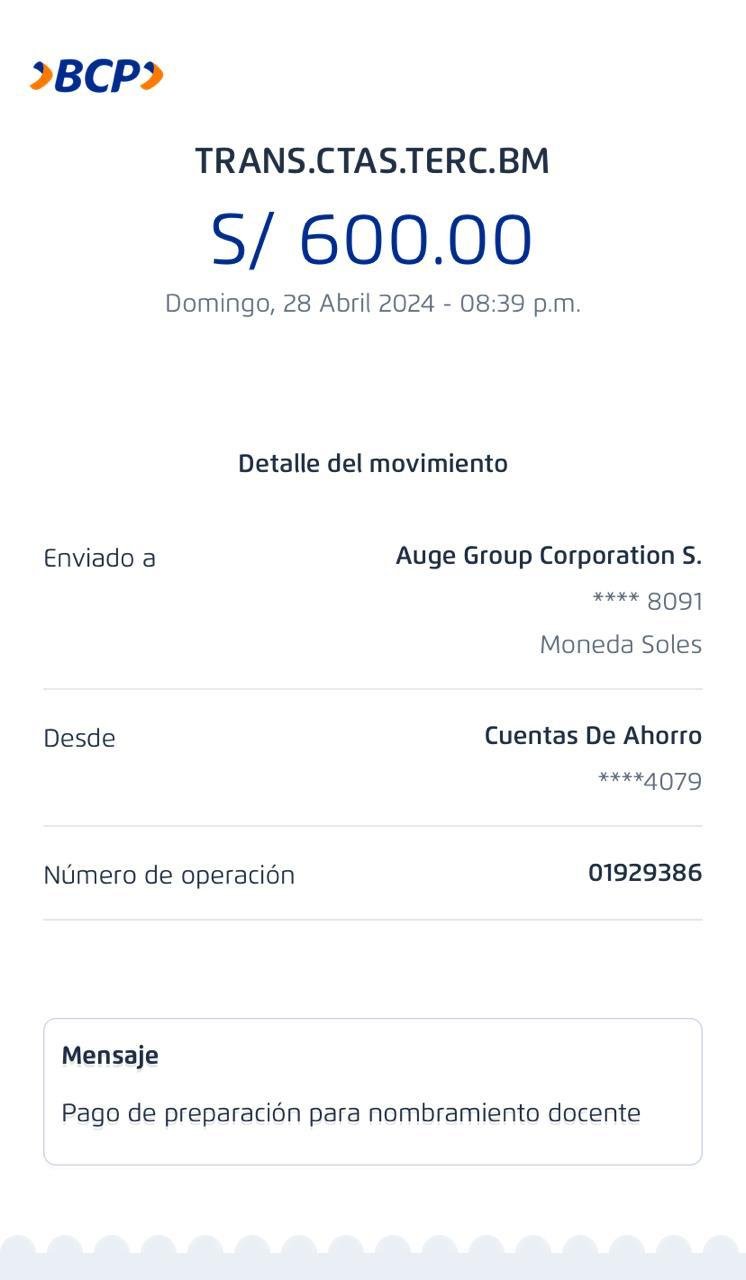 BCP
TRANS.CTAS.TERC.BM
S/ 600.00
Domingo, 28 Abril 2024 - 08:39 p.m.
Detalle del movimiento
Enviado a Auge Group Corporation S.
**** 8091
Moneda Soles
Desde Cuentas De Ahorro
****4079
Número de operación 01929386
Mensaje
Pago de preparación para nombramiento docente